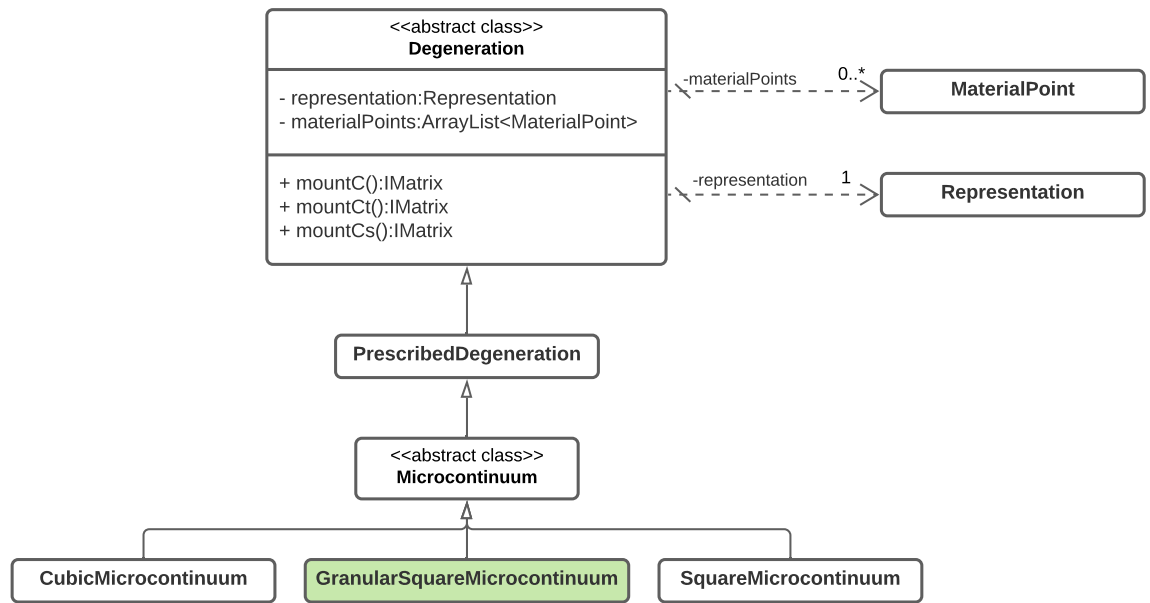 <<abstract class>>
Degeneration
- representation:Representation
- materialPoints:ArrayList<MaterialPoint>
+ mountC():IMatrix
+ mountCt():IMatrix
+ mountCs():IMatrix
-materialPoints
0..*
MaterialPoint
-representation
1
Representation
PrescribedDegeneration
<<abstract class>>
Microcontinuum
CubicMicrocontinuum
GranularSquareMicrocontinuum
SquareMicrocontinuum